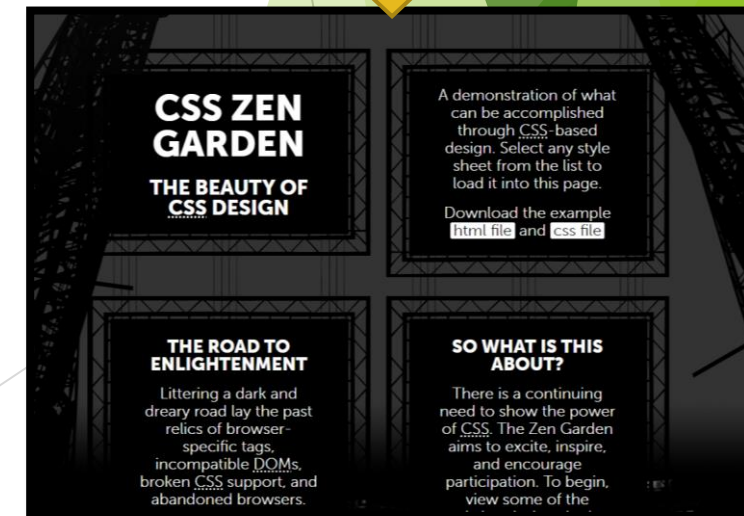 CSS ZEN
GARDEN
THE BEAUTY OF
CSS DESIGN
A demonstration of what
can be accomplished
through CSS-based
design. Select any style
sheet from the list to
load it into this page.
Download the example
html file and css file
THE ROAD TO
ENLIGHTENMENT
Littering a dark and
dreary road lay the past
relics of browser-
specific tags,
incompatible DOMs,
broken CSS support, and
abandoned browsers.
SO WHAT IS THIS
ABOUT?
There is a continuing
need to show the power
of CSS. The Zen Garden
aims to excite, inspire,
and encourage
participation. To begin,
view some of the